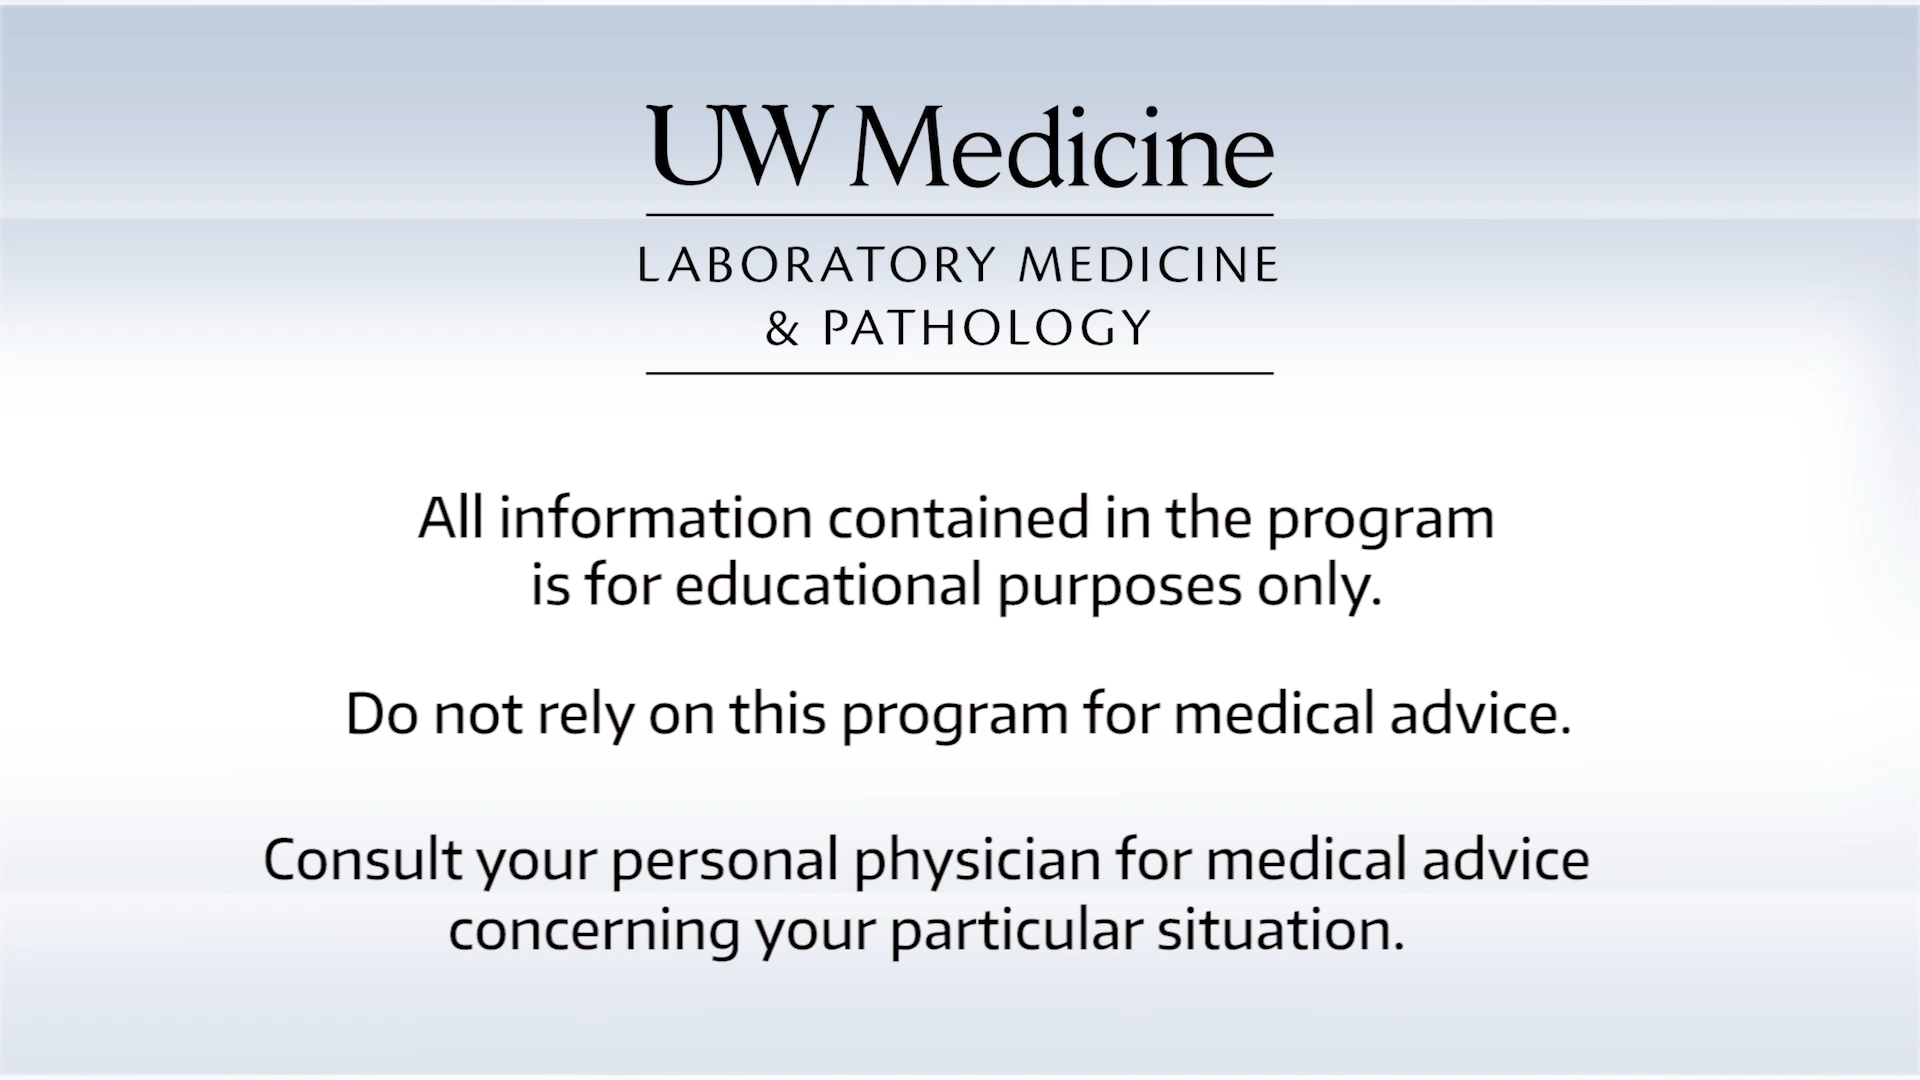 UW Medicine
LABORATORY MEDICINE
& PATHOLOGY
All information contained in the program
is for educational purposes only.
Do not rely on this program for medical advice.
Consult your personal physician for medical advice
concerning your particular situation.